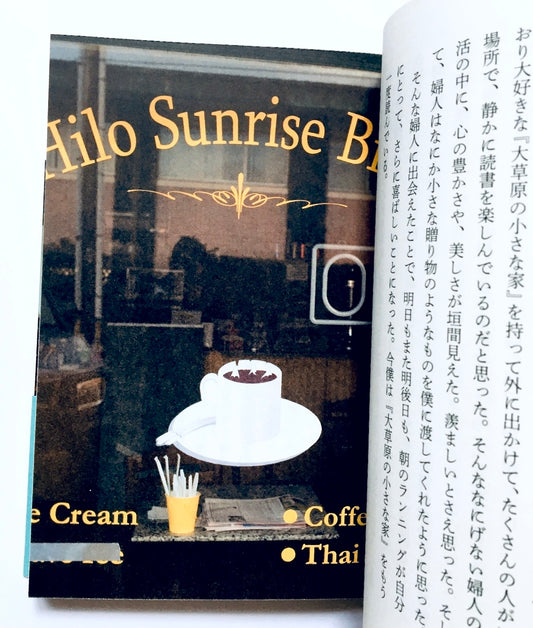 おり大好きな『大草原の小さな家』を持って外に出かけて、たくさんの人が
場所で、静かに読書を楽しんでいるのだと思った。そんななにげない婦人の
活の中に、心の豊かさや、美しさが垣間見えた。羨ましいとさえ思った。そし
て、婦人はなにか小さな贈り物のようなものを僕に渡してくれたように思った
そんな婦人に出会えたことで、明日もまた明後日も、朝のランニングが自分
にとって、さらに喜ばしいことになった。今僕は『大草原の小さな家』をもう
一度読んでいる。
Hilo Sunrise
e Cream
● Coffe
● Thai